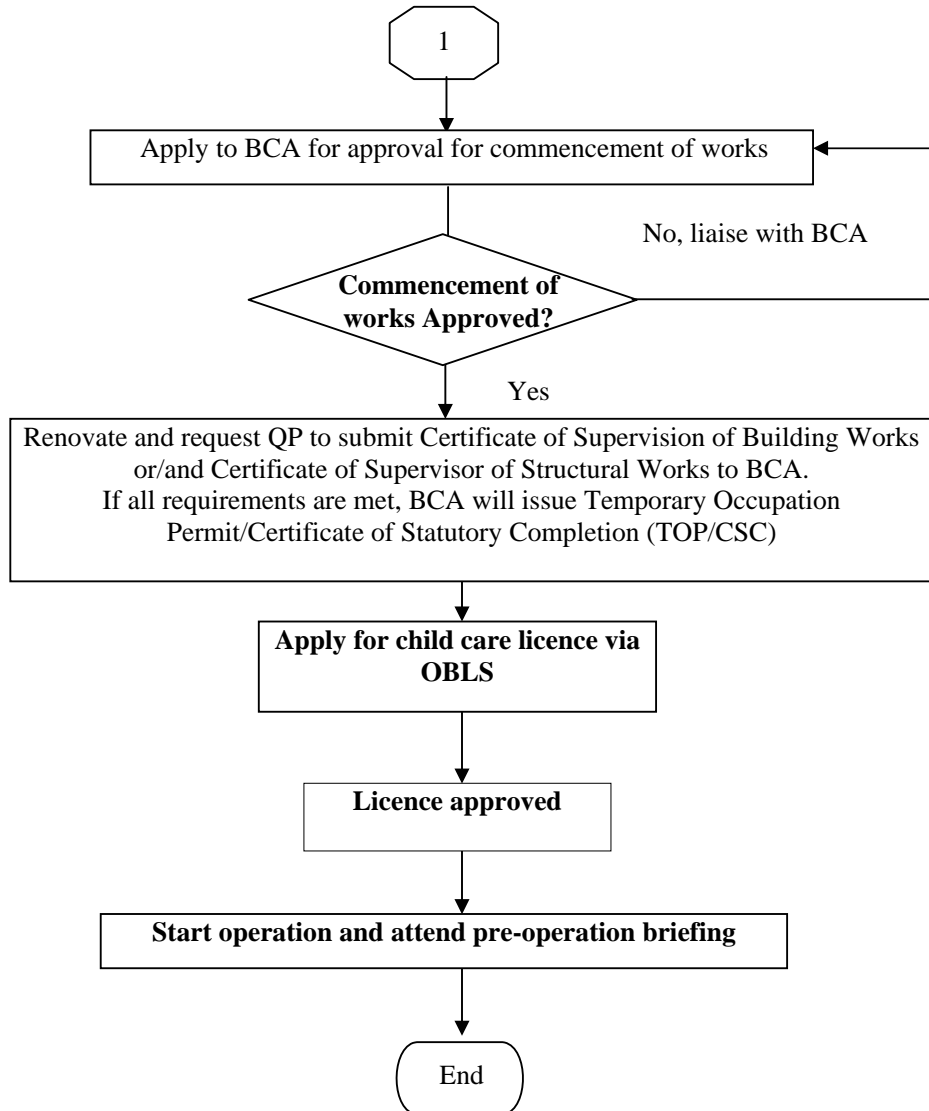 1
Apply to BCA for approval for commencement of works
No, liaise with BCA
Commencement of
works Approved?
Yes
Renovate and request QP to submit Certificate of Supervision of Building Works
or/and Certificate of Supervisor of Structural Works to BCA.
If all requirements are met, BCA will issue Temporary Occupation
Permit/Certificate of Statutory Completion (TOP/CSC)
Apply for child care licence via
OBLS
Licence approved
Start operation and attend pre-operation briefing
End